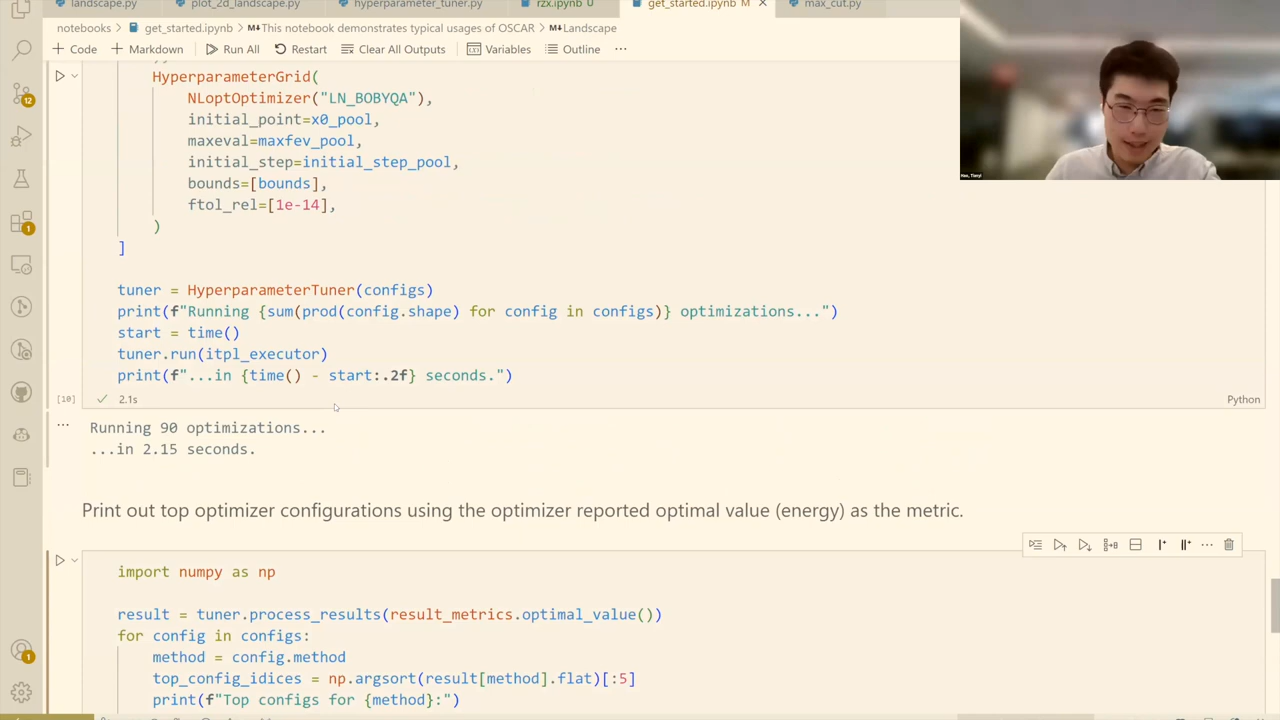 landscape.py plot_2d_landscape.py hyperparameter_tuner.py rzx.ipynb U get_started.ipynb M max_cut.py
notebooks > get_started.ipynb > M↓This notebook demonstrates typical usages of OSCAR > M↓Landscape
+ Code + Markdown Run All Restart Clear All Outputs Variables Outline ...
HyperparameterGrid(
NLoptOptimizer("LN_BOBYQA"),
initial_point=x0_pool,
maxeval=maxfev_pool,
initial_step=initial_step_pool,
bounds=[bounds],
ftol_rel=[1e-14],
)
]
tuner = HyperparameterTuner(configs)
print(f"Running {sum(prod(config.shape) for config in configs)} optimizations...")
start = time()
tuner.run(itpl_executor)
print(f"...in {time() - start:.2f} seconds.")
[10] 2.1s Python
Running 90 optimizations...
...in 2.15 seconds.
Print out top optimizer configurations using the optimizer reported optimal value (energy) as the metric.
import numpy as np
result = tuner.process_results(result_metrics.optimal_value())
for config in configs:
method = config.method
top_config_idices = np.argsort(result[method].flat)[:5]
print(f"Top configs for {method}:")
12
1
1